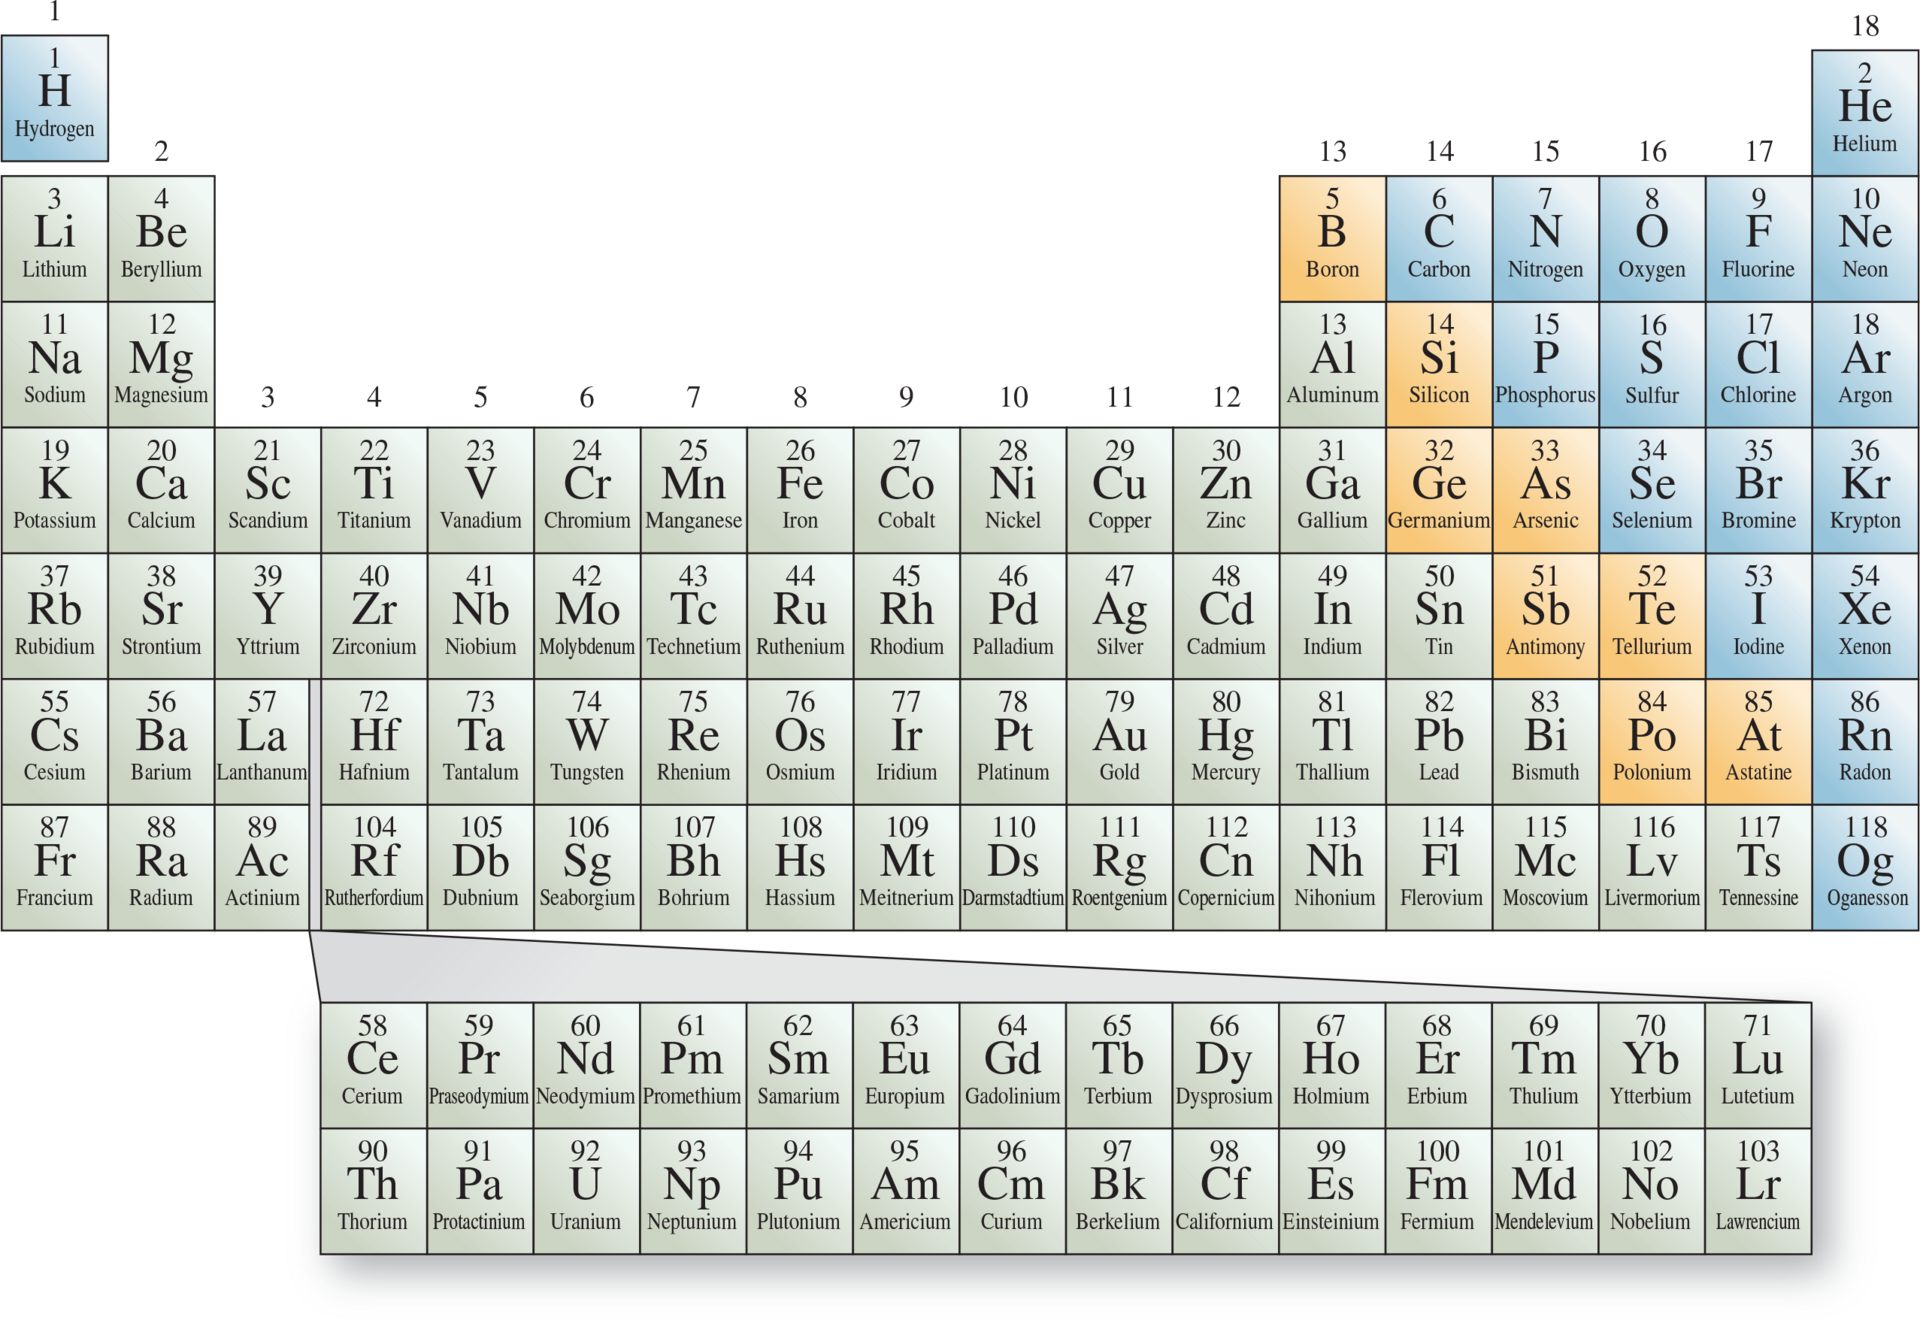 1
18
1
H
Hydrogen
2
He
Helium
2
13 14 15 16 17
3 4 5 6 7 8 9 10
Li Be B C N O F Ne
Lithium Beryllium Boron Carbon Nitrogen Oxygen Fluorine Neon
11 12 13 14 15 16 17 18
Na Mg Al Si P S Cl Ar
Sodium Magnesium Aluminum Silicon Phosphorus Sulfur Chlorine Argon
3 4 5 6 7 8 9 10 11 12
19 20 21 22 23 24 25 26 27 28 29 30 31 32 33 34 35 36
K Ca Sc Ti V Cr Mn Fe Co Ni Cu Zn Ga Ge As Se Br Kr
Potassium Calcium Scandium Titanium Vanadium Chromium Manganese Iron Cobalt Nickel Copper Zinc Gallium Germanium Arsenic Selenium Bromine Krypton
37 38 39 40 41 42 43 44 45 46 47 48 49 50 51 52 53 54
Rb Sr Y Zr Nb Mo Tc Ru Rh Pd Ag Cd In Sn Sb Te I Xe
Rubidium Strontium Yttrium Zirconium Niobium Molybdenum Technetium Ruthenium Rhodium Palladium Silver Cadmium Indium Tin Antimony Tellurium Iodine Xenon
55 56 57 72 73 74 75 76 77 78 79 80 81 82 83 84 85 86
Cs Ba La Hf Ta W Re Os Ir Pt Au Hg Tl Pb Bi Po At Rn
Cesium Barium Lanthanum Hafnium Tantalum Tungsten Rhenium Osmium Iridium Platinum Gold Mercury Thallium Lead Bismuth Polonium Astatine Radon
87 88 89 104 105 106 107 108 109 110 111 112 113 114 115 116 117 118
Fr Ra Ac Rf Db Sg Bh Hs Mt Ds Rg Cn Nh Fl Mc Lv Ts Og
Francium Radium Actinium Rutherfordium Dubnium Seaborgium Bohrium Hassium Meitnerium Darmstadtium Roentgenium Copernicium Nihonium Flerovium Moscovium Livermorium Tennessine Oganesson
58 59 60 61 62 63 64 65 66 67 68 69 70 71
Ce Pr Nd Pm Sm Eu Gd Tb Dy Ho Er Tm Yb Lu
Cerium Praseodymium Neodymium Promethium Samarium Europium Gadolinium Terbium Dysprosium Holmium Erbium Thulium Ytterbium Lutetium
90 91 92 93 94 95 96 97 98 99 100 101 102 103
Th Pa U Np Pu Am Cm Bk Cf Es Fm Md No Lr
Thorium Protactinium Uranium Neptunium Plutonium Americium Curium Berkelium Californium Einsteinium Fermium Mendelevium Nobelium Lawrencium